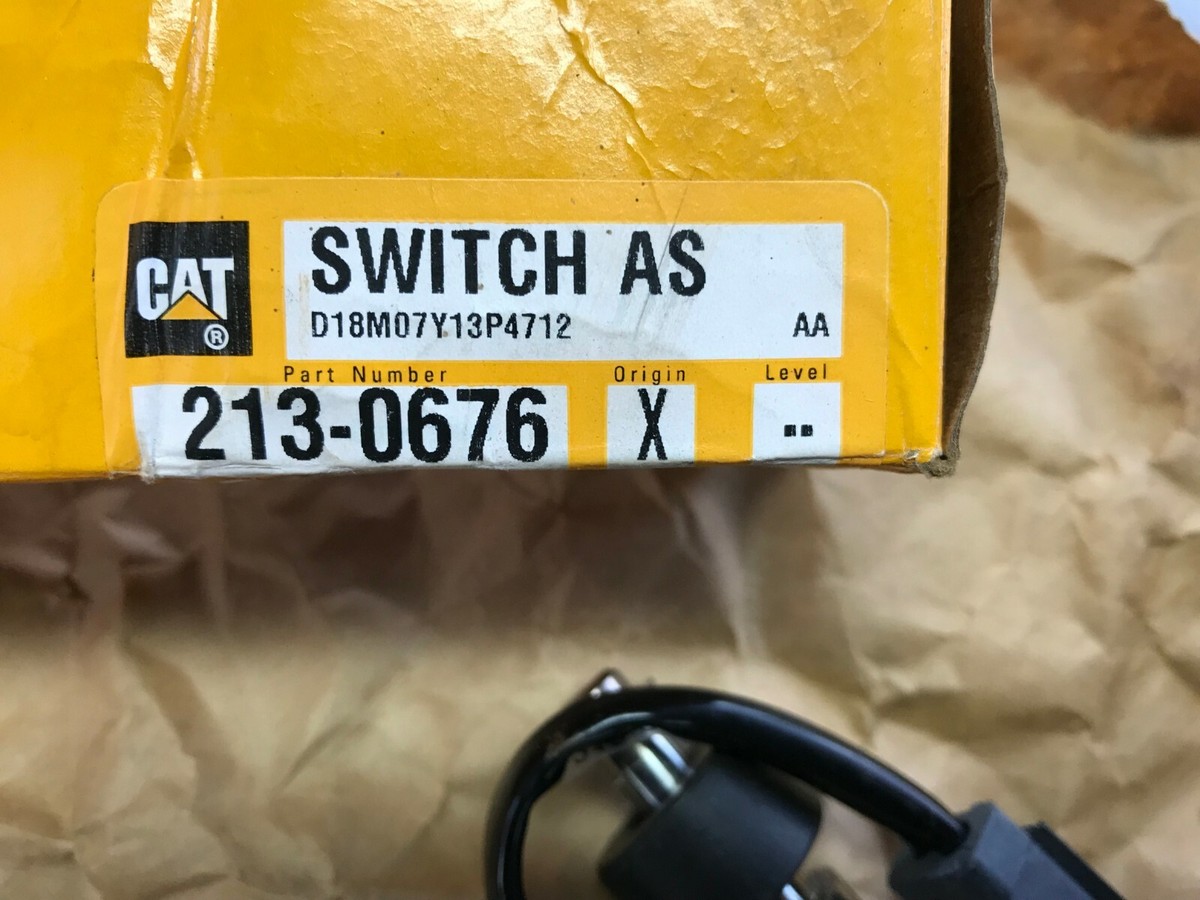 CAT®
SWITCH AS
D18M07Y13P4712 AA
Part Number Origin Level
213-0676 X --